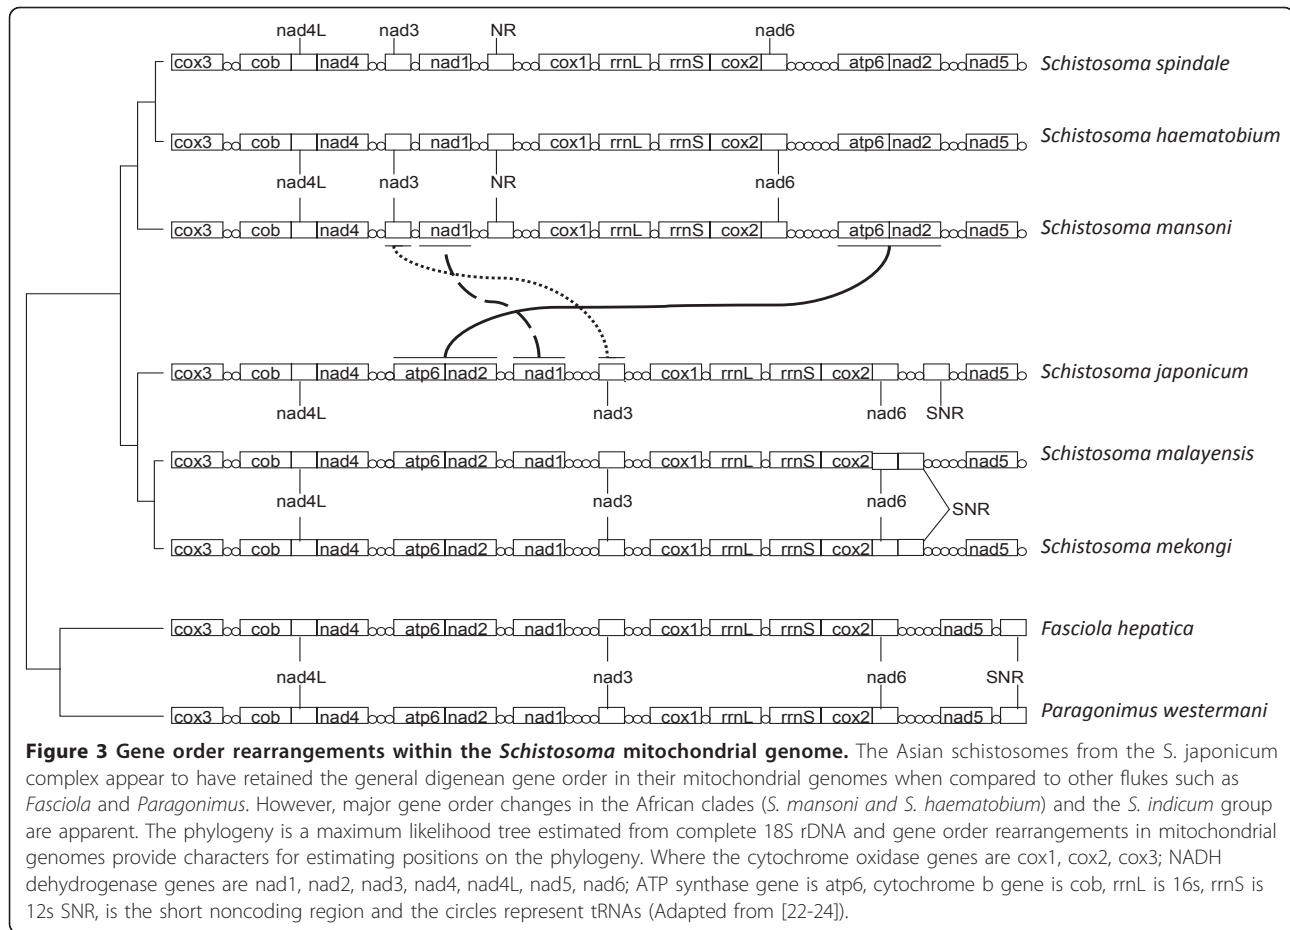 nad4L nad3 NR nad6
cox3 cob nad4 nad1 cox1 rrnL rrnS cox2 atp6 nad2 nad5 Schistosoma spindale
cox3 cob nad4 nad1 cox1 rrnL rrnS cox2 atp6 nad2 nad5 Schistosoma haematobium
nad4L nad3 NR nad6
cox3 cob nad4 nad1 cox1 rrnL rrnS cox2 atp6 nad2 nad5 Schistosoma mansoni
cox3 cob nad4 atp6 nad2 nad1 cox1 rrnL rrnS cox2 nad5 Schistosoma japonicum
nad4L nad3 nad6 SNR
cox3 cob nad4 atp6 nad2 nad1 cox1 rrnL rrnS cox2 nad5 Schistosoma malayensis
nad4L nad3 nad6 SNR
cox3 cob nad4 atp6 nad2 nad1 cox1 rrnL rrnS cox2 nad5 Schistosoma mekongi
cox3 cob nad4 atp6 nad2 nad1 cox1 rrnL rrnS cox2 nad5 Fasciola hepatica
nad4L nad3 nad6 SNR
cox3 cob nad4 atp6 nad2 nad1 cox1 rrnL rrnS cox2 nad5 Paragonimus westermani
Figure 3 Gene order rearrangements within the Schistosoma mitochondrial genome. The Asian schistosomes from the S. japonicum
complex appear to have retained the general digenean gene order in their mitochondrial genomes when compared to other flukes such as
Fasciola and Paragonimus. However, major gene order changes in the African clades (S. mansoni and S. haematobium) and the S. indicum group
are apparent. The phylogeny is a maximum likelihood tree estimated from complete 18S rDNA and gene order rearrangements in mitochondrial
genomes provide characters for estimating positions on the phylogeny. Where the cytochrome oxidase genes are cox1, cox2, cox3; NADH
dehydrogenase genes are nad1, nad2, nad3, nad4, nad4L, nad5, nad6; ATP synthase gene is atp6, cytochrome b gene is cob, rrnL is 16s, rrnS is
12s SNR, is the short noncoding region and the circles represent tRNAs (Adapted from [22-24]).